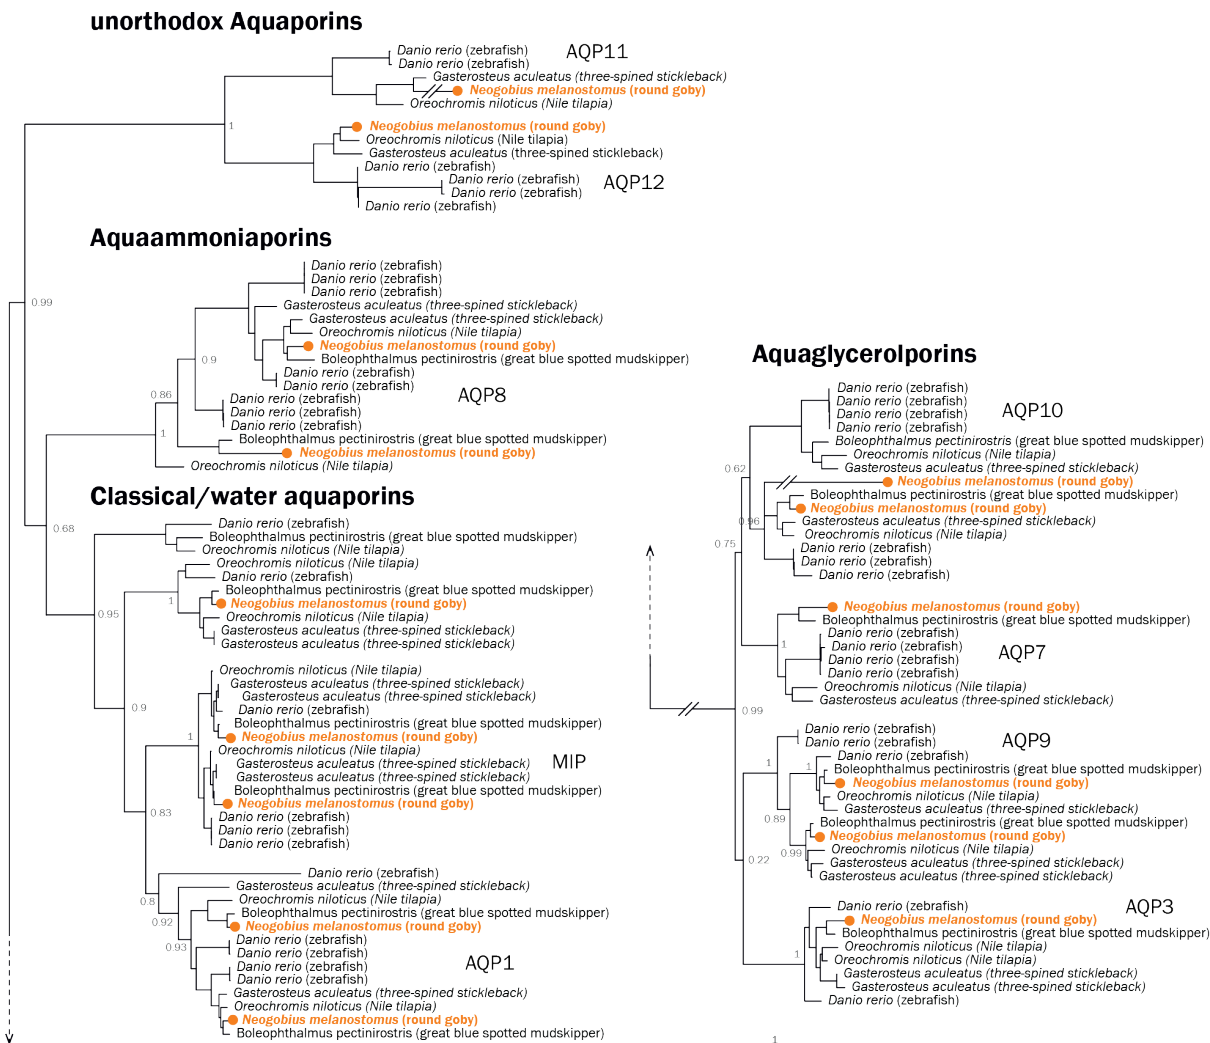 unorthodox Aquaporins
Danio rerio (zebrafish)
AQP11
Danio rerio (zebrafish)
Gasterosteus aculeatus (three-spined stickleback)
Neogobius melanostomus (round goby)
Oreochromis niloticus (Nile tilapia)
1
Neogobius melanostomus (round goby)
Oreochromis niloticus (Nile tilapia)
Gasterosteus aculeatus (three-spined stickleback)
Danio rerio (zebrafish)
Danio rerio (zebrafish)
AQP12
Danio rerio (zebrafish)
Danio rerio (zebrafish)
Aquaammoniaporins
0.99
Danio rerio (zebrafish)
Danio rerio (zebrafish)
Danio rerio (zebrafish)
Gasterosteus aculeatus (three-spined stickleback)
Gasterosteus aculeatus (three-spined stickleback)
Oreochromis niloticus (Nile tilapia)
Neogobius melanostomus (round goby)
0.9
Boleophthalmus pectinirostris (great blue spotted mudskipper)
Danio rerio (zebrafish)
Danio rerio (zebrafish)
0.86
AQP8
Danio rerio (zebrafish)
Danio rerio (zebrafish)
Danio rerio (zebrafish)
1
Boleophthalmus pectinirostris (great blue spotted mudskipper)
Neogobius melanostomus (round goby)
Oreochromis niloticus (Nile tilapia)
Classical/water aquaporins
0.68
Danio rerio (zebrafish)
Boleophthalmus pectinirostris (great blue spotted mudskipper)
Oreochromis niloticus (Nile tilapia)
Oreochromis niloticus (Nile tilapia)
Danio rerio (zebrafish)
Boleophthalmus pectinirostris (great blue spotted mudskipper)
1
Neogobius melanostomus (round goby)
0.95
Oreochromis niloticus (Nile tilapia)
Gasterosteus aculeatus (three-spined stickleback)
Gasterosteus aculeatus (three-spined stickleback)
Oreochromis niloticus (Nile tilapia)
Gasterosteus aculeatus (three-spined stickleback)
Gasterosteus aculeatus (three-spined stickleback)
0.9
Danio rerio (zebrafish)
Boleophthalmus pectinirostris (great blue spotted mudskipper)
1
Neogobius melanostomus (round goby)
Oreochromis niloticus (Nile tilapia)
MIP
Gasterosteus aculeatus (three-spined stickleback)
Gasterosteus aculeatus (three-spined stickleback)
Boleophthalmus pectinirostris (great blue spotted mudskipper)
Neogobius melanostomus (round goby)
0.83
Danio rerio (zebrafish)
Danio rerio (zebrafish)
Danio rerio (zebrafish)
Danio rerio (zebrafish)
Gasterosteus aculeatus (three-spined stickleback)
0.8
Oreochromis niloticus (Nile tilapia)
Boleophthalmus pectinirostris (great blue spotted mudskipper)
0.92
Neogobius melanostomus (round goby)
0.93
Danio rerio (zebrafish)
Danio rerio (zebrafish)
AQP1
Danio rerio (zebrafish)
Danio rerio (zebrafish)
Gasterosteus aculeatus (three-spined stickleback)
Oreochromis niloticus (Nile tilapia)
Neogobius melanostomus (round goby)
Boleophthalmus pectinirostris (great blue spotted mudskipper)
Aquaglycerolporins
Danio rerio (zebrafish)
Danio rerio (zebrafish)
AQP10
Danio rerio (zebrafish)
Danio rerio (zebrafish)
Boleophthalmus pectinirostris (great blue spotted mudskipper)
Oreochromis niloticus (Nile tilapia)
0.62
Gasterosteus aculeatus (three-spined stickleback)
Neogobius melanostomus (round goby)
Boleophthalmus pectinirostris (great blue spotted mudskipper)
Neogobius melanostomus (round goby)
0.96
Gasterosteus aculeatus (three-spined stickleback)
Oreochromis niloticus (Nile tilapia)
0.75
Danio rerio (zebrafish)
Danio rerio (zebrafish)
Danio rerio (zebrafish)
Neogobius melanostomus (round goby)
Boleophthalmus pectinirostris (great blue spotted mudskipper)
Danio rerio (zebrafish)
1
Danio rerio (zebrafish)
AQP7
Danio rerio (zebrafish)
Danio rerio (zebrafish)
Oreochromis niloticus (Nile tilapia)
Gasterosteus aculeatus (three-spined stickleback)
0.99
Danio rerio (zebrafish)
AQP9
Danio rerio (zebrafish)
Danio rerio (zebrafish)
1
1
Boleophthalmus pectinirostris (great blue spotted mudskipper)
Neogobius melanostomus (round goby)
Oreochromis niloticus (Nile tilapia)
Gasterosteus aculeatus (three-spined stickleback)
0.89
Boleophthalmus pectinirostris (great blue spotted mudskipper)
Neogobius melanostomus (round goby)
0.99
Oreochromis niloticus (Nile tilapia)
0.22
Gasterosteus aculeatus (three-spined stickleback)
Gasterosteus aculeatus (three-spined stickleback)
Danio rerio (zebrafish)
AQP3
Neogobius melanostomus (round goby)
Boleophthalmus pectinirostris (great blue spotted mudskipper)
Oreochromis niloticus (Nile tilapia)
1
Oreochromis niloticus (Nile tilapia)
Gasterosteus aculeatus (three-spined stickleback)
Gasterosteus aculeatus (three-spined stickleback)
Danio rerio (zebrafish)
1